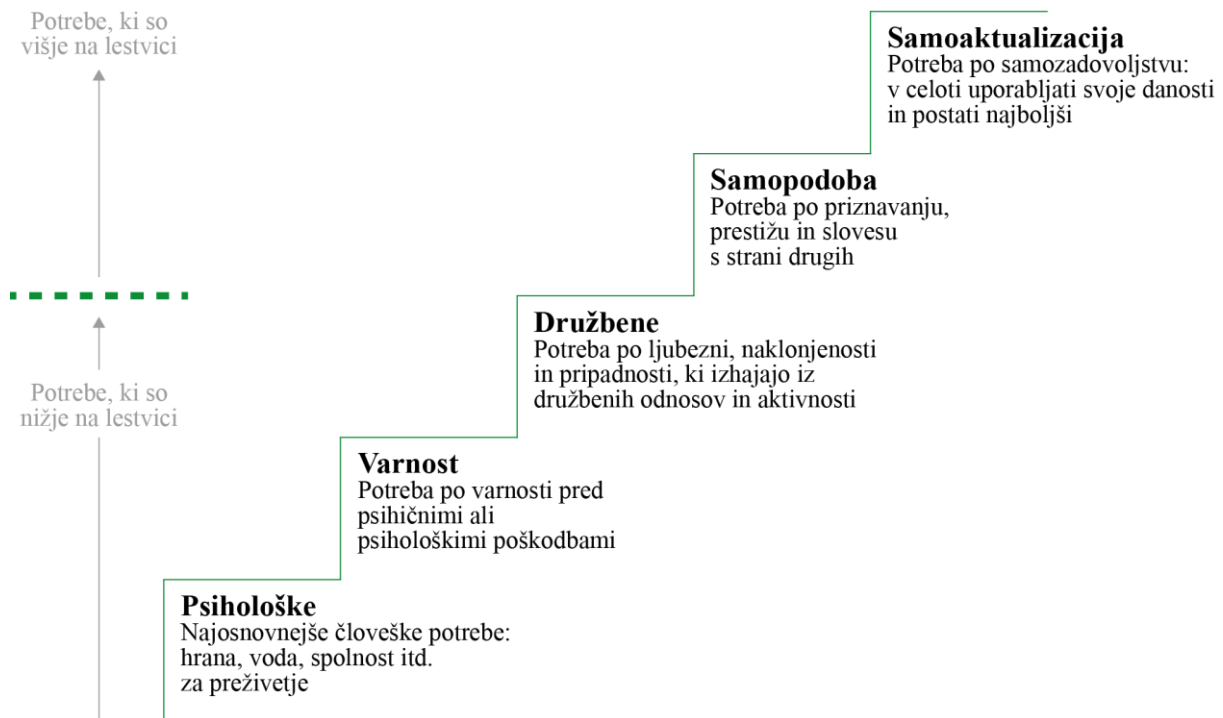 Potrebe, ki so
višje na lestvici
Samoaktualizacija
Potreba po samozadovoljstvu:
v celoti uporabljati svoje danosti
in postati najboljši
Samopodoba
Potreba po priznavanju,
prestižu in slovesu
s strani drugih
Družbene
Potreba po ljubezni, naklonjenosti
in pripadnosti, ki izhajajo iz
družbenih odnosov in aktivnosti
Potrebe, ki so
nižje na lestvici
Varnost
Potreba po varnosti pred
psihičnimi ali
psihološkimi poškodbami
Psihološke
Najosnovnejše človeške potrebe:
hrana, voda, spolnost itd.
za preživetje